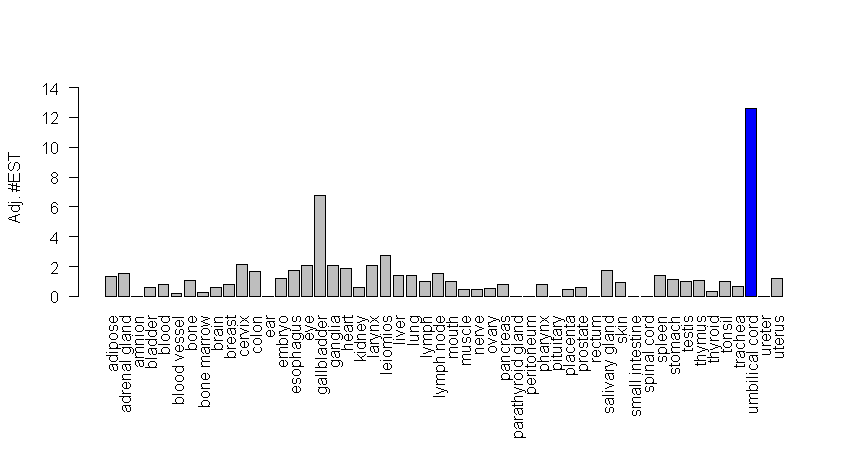 Adj. #EST
14
12
10
8
6
4
2
0
adipose
adrenal gland
amnion
bladder
blood
blood vessel
bone
bone marrow
brain
breast
cervix
colon
ear
embryo
esophagus
eye
gallbladder
ganglia
heart
kidney
larynx
leiomios
liver
lung
lymph
lymph node
mouth
muscle
nerve
ovary
pancreas
parathyroid gland
peritoneum
pharynx
pituitary
placenta
prostate
rectum
salivary gland
skin
small intestine
spinal cord
spleen
stomach
testis
thymus
thyroid
tonsil
trachea
umbilical cord
ureter
uterus